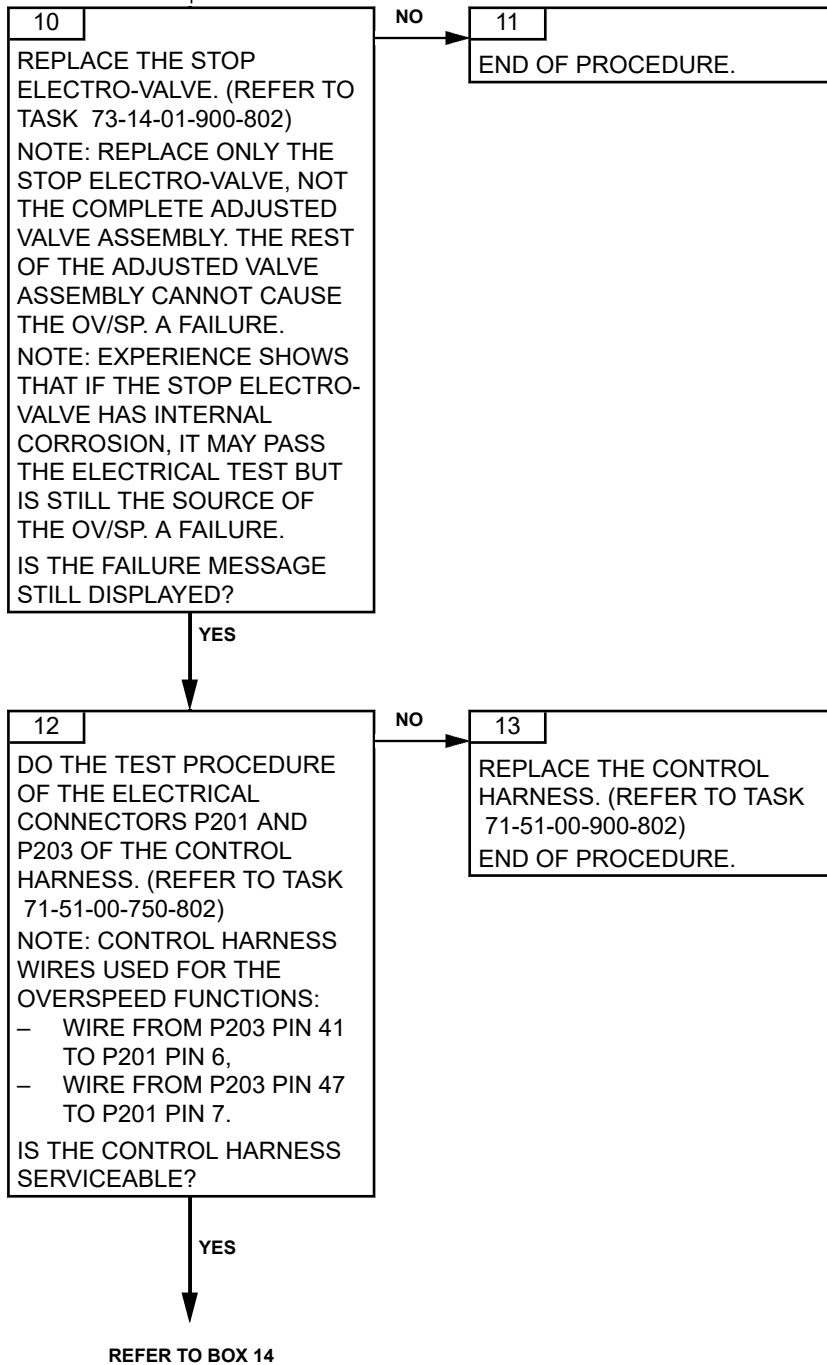 10
REPLACE THE STOP
ELECTRO-VALVE. (REFER TO
TASK 73-14-01-900-802)
NOTE: REPLACE ONLY THE
STOP ELECTRO-VALVE, NOT
THE COMPLETE ADJUSTED
VALVE ASSEMBLY. THE REST
OF THE ADJUSTED VALVE
ASSEMBLY CANNOT CAUSE
THE OV/SP. A FAILURE.
NOTE: EXPERIENCE SHOWS
THAT IF THE STOP ELECTRO-
VALVE HAS INTERNAL
CORROSION, IT MAY PASS
THE ELECTRICAL TEST BUT
IS STILL THE SOURCE OF
THE OV/SP. A FAILURE.
IS THE FAILURE MESSAGE
STILL DISPLAYED?
NO
11
END OF PROCEDURE.
YES
12
DO THE TEST PROCEDURE
OF THE ELECTRICAL
CONNECTORS P201 AND
P203 OF THE CONTROL
HARNESS. (REFER TO TASK
71-51-00-750-802)
NOTE: CONTROL HARNESS
WIRES USED FOR THE
OVERSPEED FUNCTIONS:
– WIRE FROM P203 PIN 41
TO P201 PIN 6,
– WIRE FROM P203 PIN 47
TO P201 PIN 7.
IS THE CONTROL HARNESS
SERVICEABLE?
NO
13
REPLACE THE CONTROL
HARNESS. (REFER TO TASK
71-51-00-900-802)
END OF PROCEDURE.
YES
REFER TO BOX 14